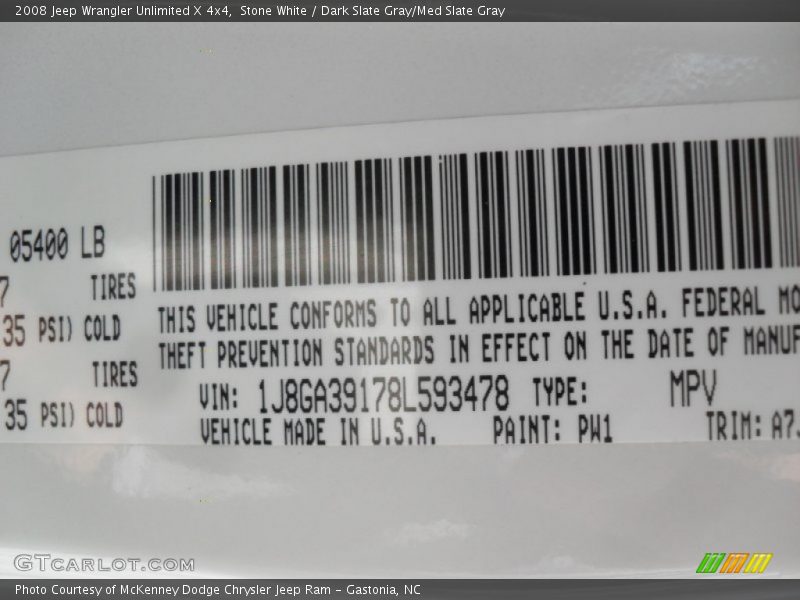 2008 Jeep Wrangler Unlimited X 4x4, Stone White / Dark Slate Gray/Med Slate Gray
05400 LB
7 TIRES
35 PSI) COLD
7 TIRES
35 PSI) COLD
THIS VEHICLE CONFORMS TO ALL APPLICABLE U.S.A. FEDERAL MO
THEFT PREVENTION STANDARDS IN EFFECT ON THE DATE OF MANUF
VIN: 1J8GA39178L593478 TYPE: MPV
VEHICLE MADE IN U.S.A. PAINT: PW1 TRIM: A7J
GTCARLOT.COM
Photo Courtesy of McKenney Dodge Chrysler Jeep Ram - Gastonia, NC